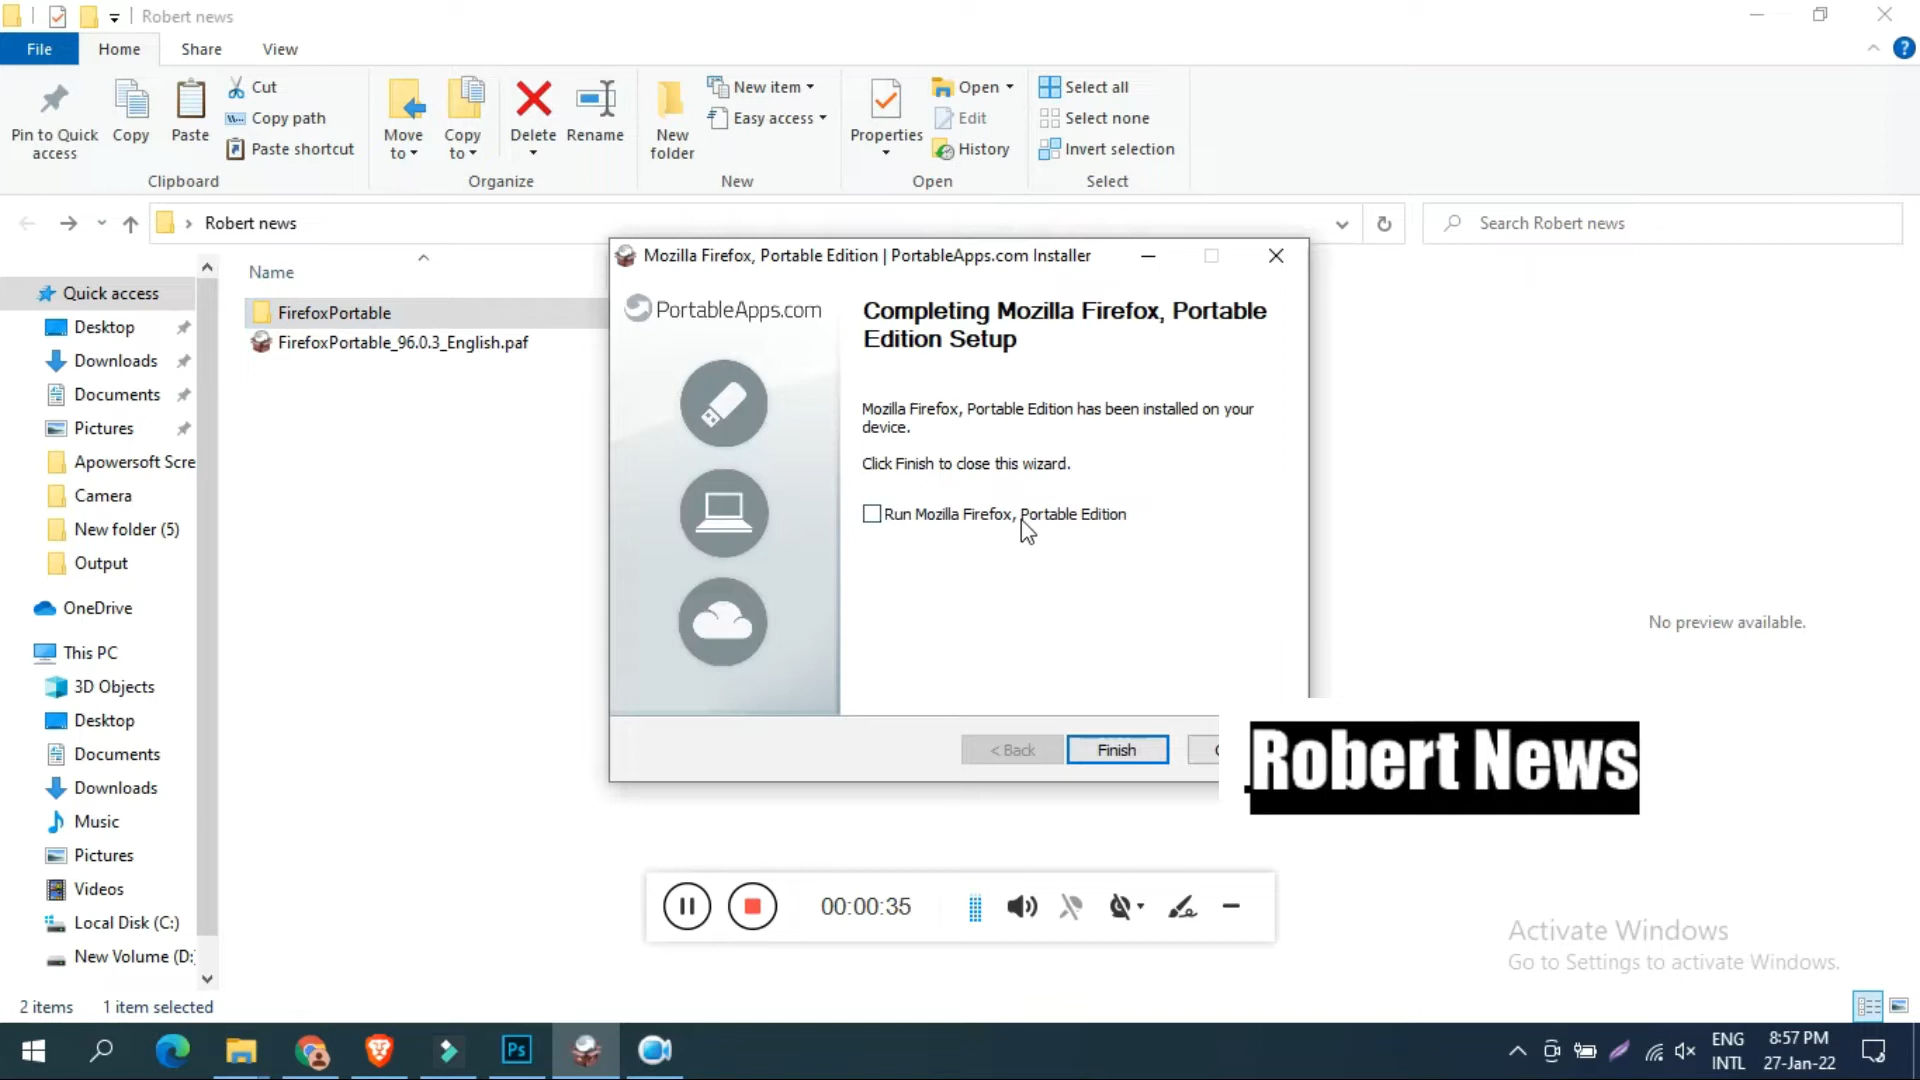 Robert news
File
Home
Share
View
Pin to Quick
access
Copy
Paste
Cut
Copy path
Paste shortcut
Clipboard
Move
to
Copy
to
Delete
Rename
Organize
New
folder
New item
Easy access
New
Properties
Open
Edit
History
Open
Select all
Select none
Invert selection
Select
Robert news
Search Robert news
Name
FirefoxPortable
FirefoxPortable_96.0.3_English.paf
Quick access
Desktop
Downloads
Documents
Pictures
Apowersoft Scre
Camera
New folder (5)
Output
OneDrive
This PC
3D Objects
Desktop
Documents
Downloads
Music
Pictures
Videos
Local Disk (C:)
New Volume (D:
Mozilla Firefox, Portable Edition | PortableApps.com Installer
PortableApps.com
Completing Mozilla Firefox, Portable
Edition Setup
Mozilla Firefox, Portable Edition has been installed on your
device.
Click Finish to close this wizard.
Run Mozilla Firefox, Portable Edition
< Back
Finish
No preview available.
Robert News
00:00:35
Activate Windows
Go to Settings to activate Windows.
2 items
1 item selected
Ps
ENG
INTL
8:57 PM
27-Jan-22